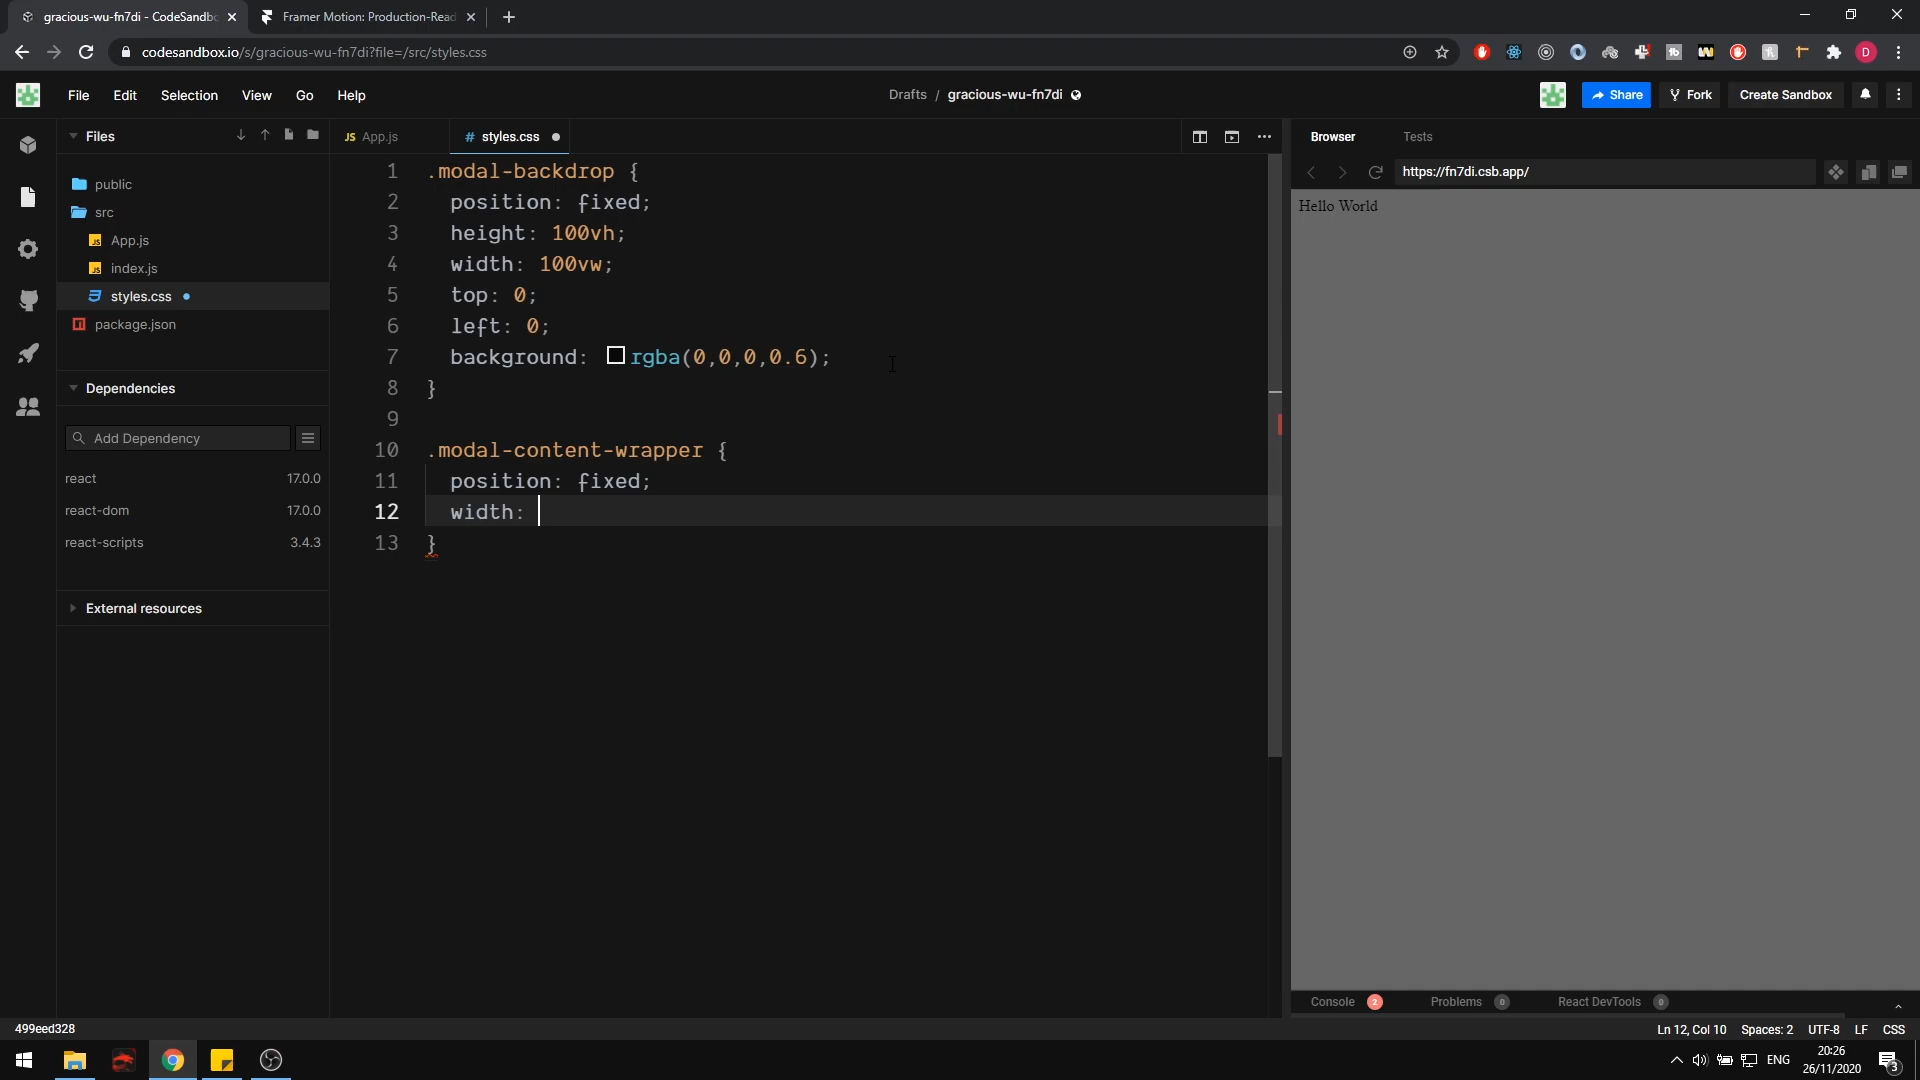 gracious-wu-fn7di - CodeSandbo
Framer Motion: Production-Read
codesandbox.io/s/gracious-wu-fn7di?file=/src/styles.css
File Edit Selection View Go Help
Drafts / gracious-wu-fn7di
Share
Fork
Create Sandbox
Files
public
src
App.js
index.js
styles.css
package.json
Dependencies
Add Dependency
react 17.0.0
react-dom 17.0.0
react-scripts 3.4.3
External resources
JS App.js
# styles.css
1 .modal-backdrop {
2 position: fixed;
3 height: 100vh;
4 width: 100vw;
5 top: 0;
6 left: 0;
7 background: rgba(0,0,0,0.6);
8 }
9
10 .modal-content-wrapper {
11 position: fixed;
12 width:
13 }
Browser Tests
https://fn7di.csb.app/
Hello World
Console 2 Problems 0 React DevTools 0
499eed328
Ln 12, Col 10 Spaces: 2 UTF-8 LF CSS
ENG
20:26
26/11/2020
3